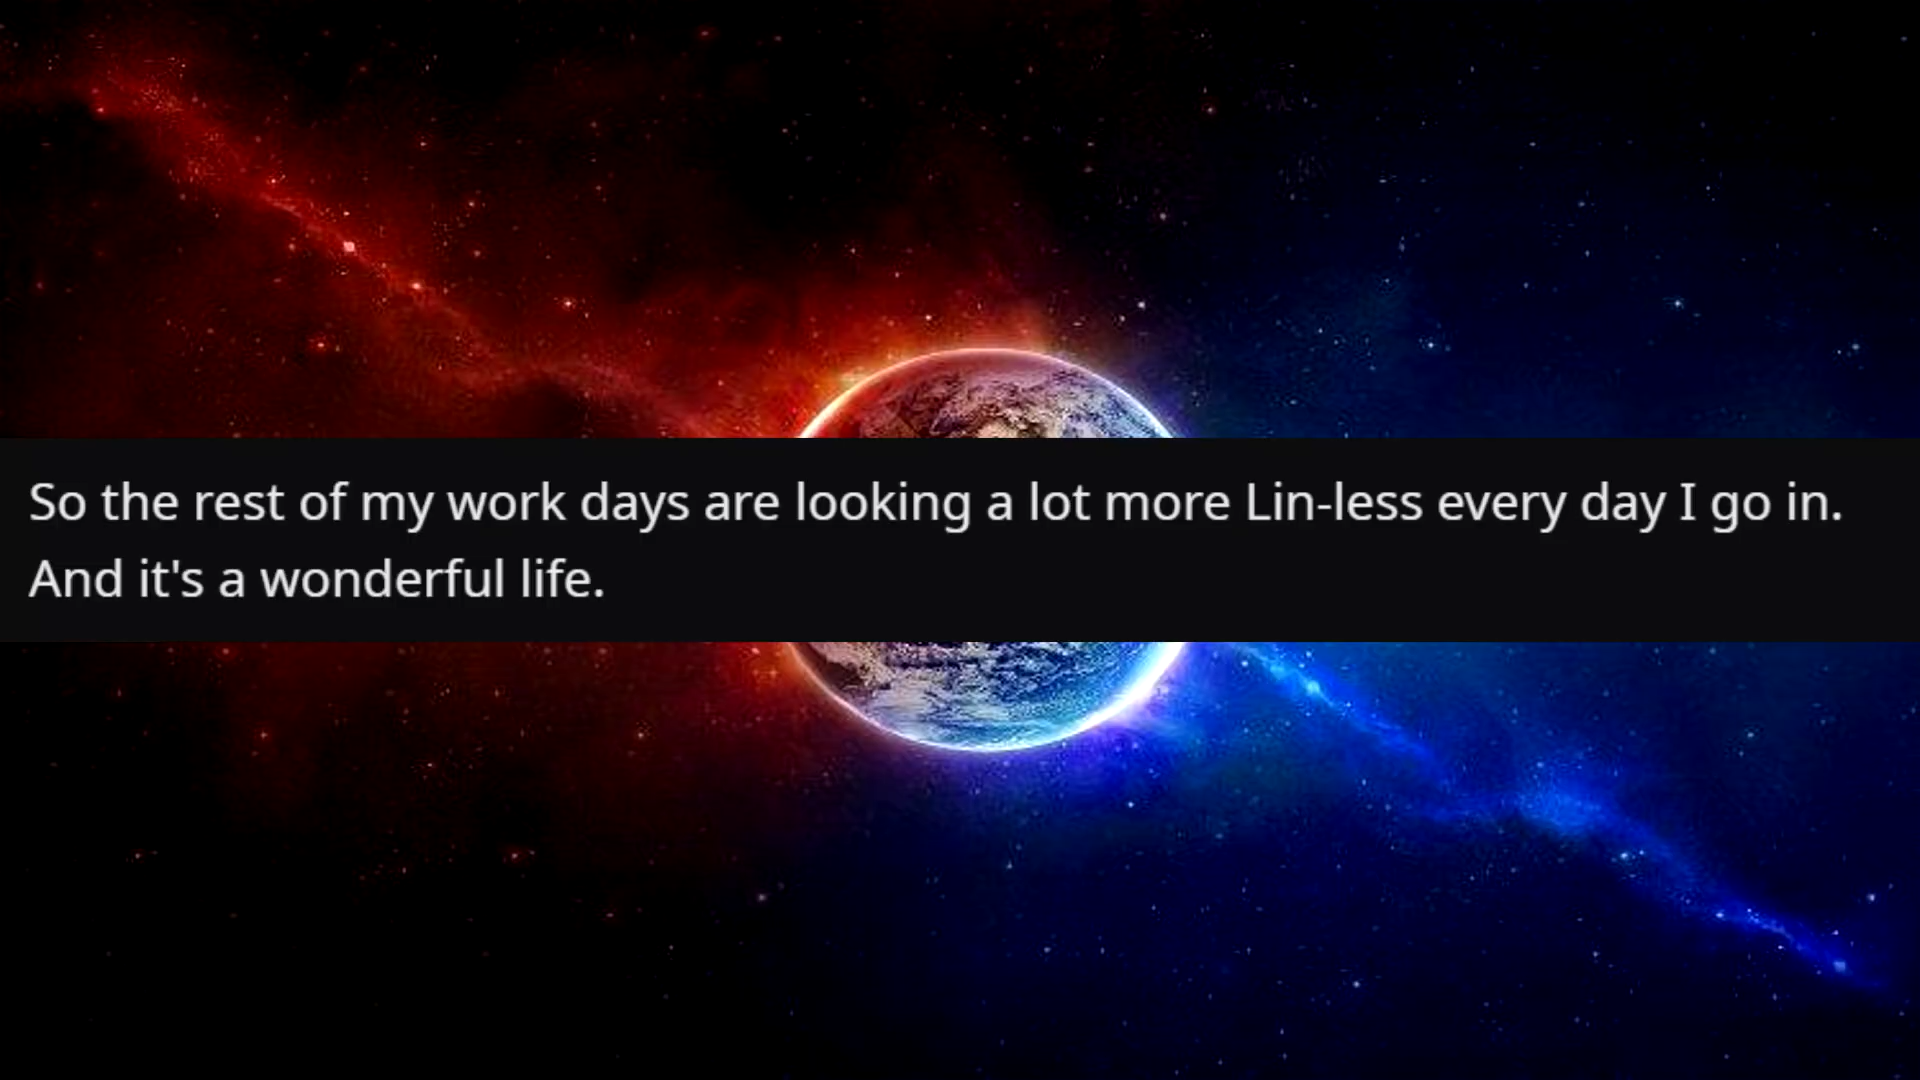 So the rest of my work days are looking a lot more Lin-less every day I go in.
And it's a wonderful life.